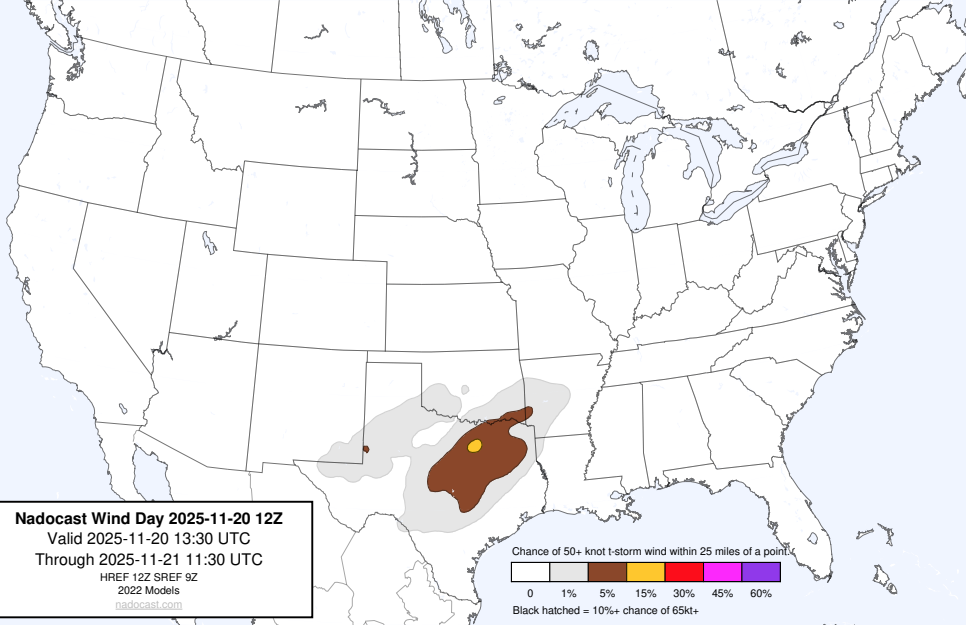 Nadocast Wind Day 2025-11-20 12Z
Valid 2025-11-20 13:30 UTC
Through 2025-11-21 11:30 UTC
HREF 12Z SREF 9Z
2022 Models
nadocast.com
Chance of 50+ knot t-storm wind within 25 miles of a point.
0 1% 5% 15% 30% 45% 60%
Black hatched = 10%+ chance of 65kt+